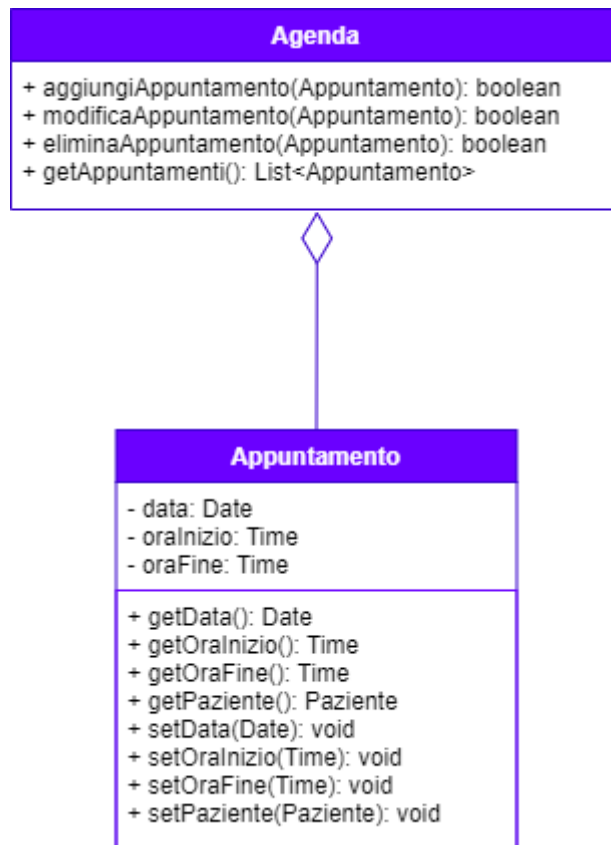 Agenda
+ aggiungiAppuntamento(Appuntamento): boolean
+ modificaAppuntamento(Appuntamento): boolean
+ eliminaAppuntamento(Appuntamento): boolean
+ getAppuntamenti(): List<Appuntamento>
Appuntamento
- data: Date
- oraInizio: Time
- oraFine: Time
+ getData(): Date
+ getOraInizio(): Time
+ getOraFine(): Time
+ getPaziente(): Paziente
+ setData(Date): void
+ setOraInizio(Time): void
+ setOraFine(Time): void
+ setPaziente(Paziente): void